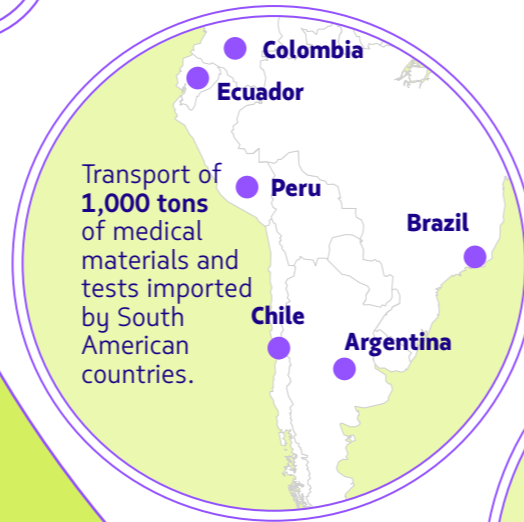 Colombia
Ecuador
Transport of
1,000 tons
of medical
materials and
tests imported
by South
American
countries.
Peru
Brazil
Chile
Argentina